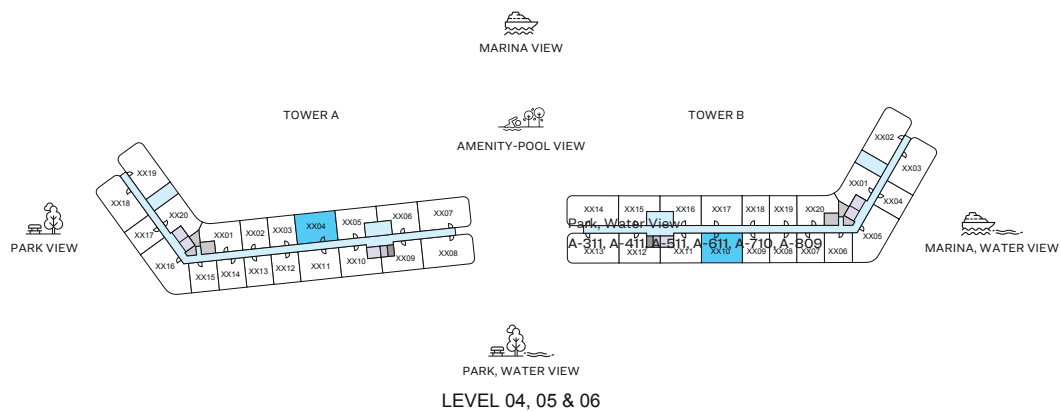 MARINA VIEW
TOWER A
TOWER B
AMENITY-POOL VIEW
XX19
XX18
XX20
XX17
XX16
XX01
XX02
XX03
XX04
XX05
XX06
XX07
XX15
XX14
XX13
XX12
XX11
XX10
XX09
XX08
XX02
XX03
XX01
XX04
XX05
XX14
XX15
XX16
XX17
XX18
XX19
XX20
Park, Water View
A-311, A-411, A-511, A-611, A-710, A-809
XX13
XX12
XX11
XX10
XX09
XX08
XX07
XX06
PARK VIEW
MARINA, WATER VIEW
PARK, WATER VIEW
LEVEL 04, 05 & 06